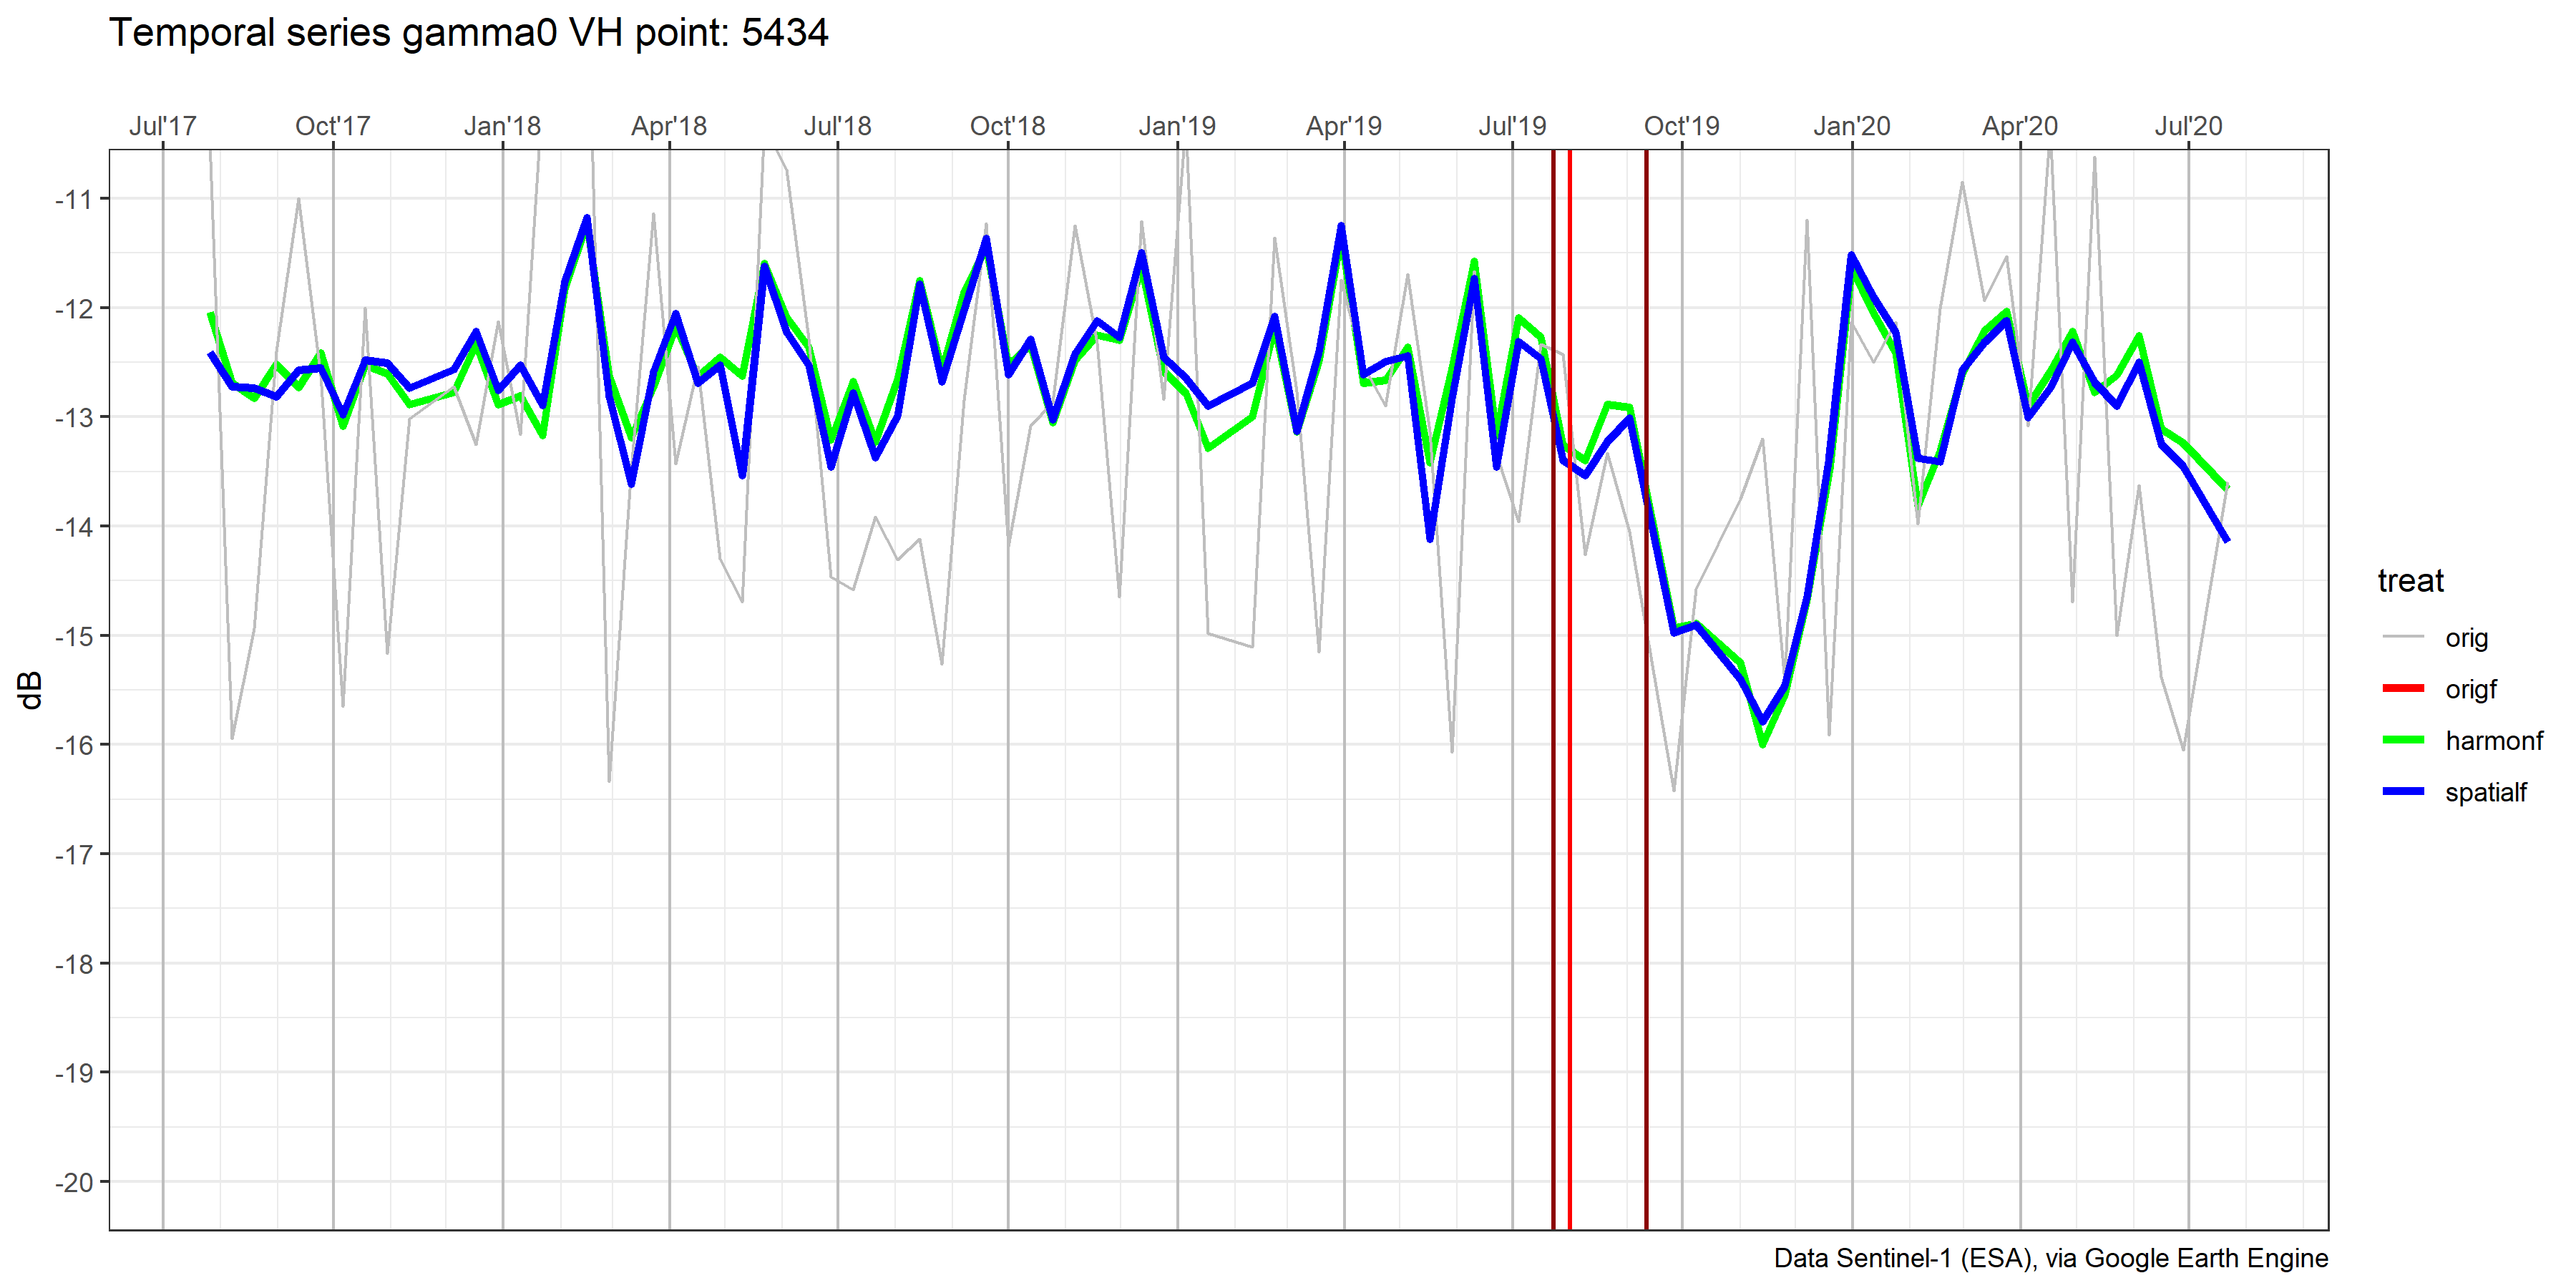 Temporal series gamma0 VH point: 5434
Jul'17 Oct'17 Jan'18 Apr'18 Jul'18 Oct'18 Jan'19 Apr'19 Jul'19 Oct'19 Jan'20 Apr'20 Jul'20
-11
-12
-13
-14
-15
-16
-17
-18
-19
-20
dB
treat
orig
origf
harmonf
spatialf
Data Sentinel-1 (ESA), via Google Earth Engine